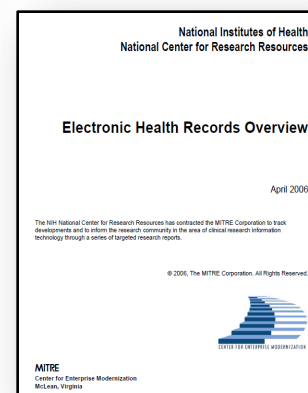 National Institutes of Health
National Center for Research Resources
Electronic Health Records Overview
April 2006
The NIH National Center for Research Resources has contracted the MITRE Corporation to track
developments and to inform the research community in the area of clinical research information
technology through a series of targeted research reports.
© 2006, The MITRE Corporation. All Rights Reserved.
CENTER FOR ENTERPRISE MODERNIZATION
MITRE
Center for Enterprise Modernization
McLean, Virginia